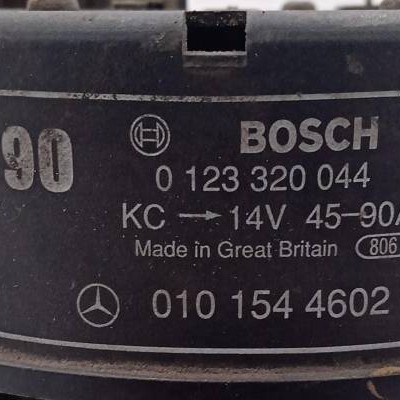 90
BOSCH
0 123 320 044
KC → 14V 45-90A
Made in Great Britain 806
010 154 4602